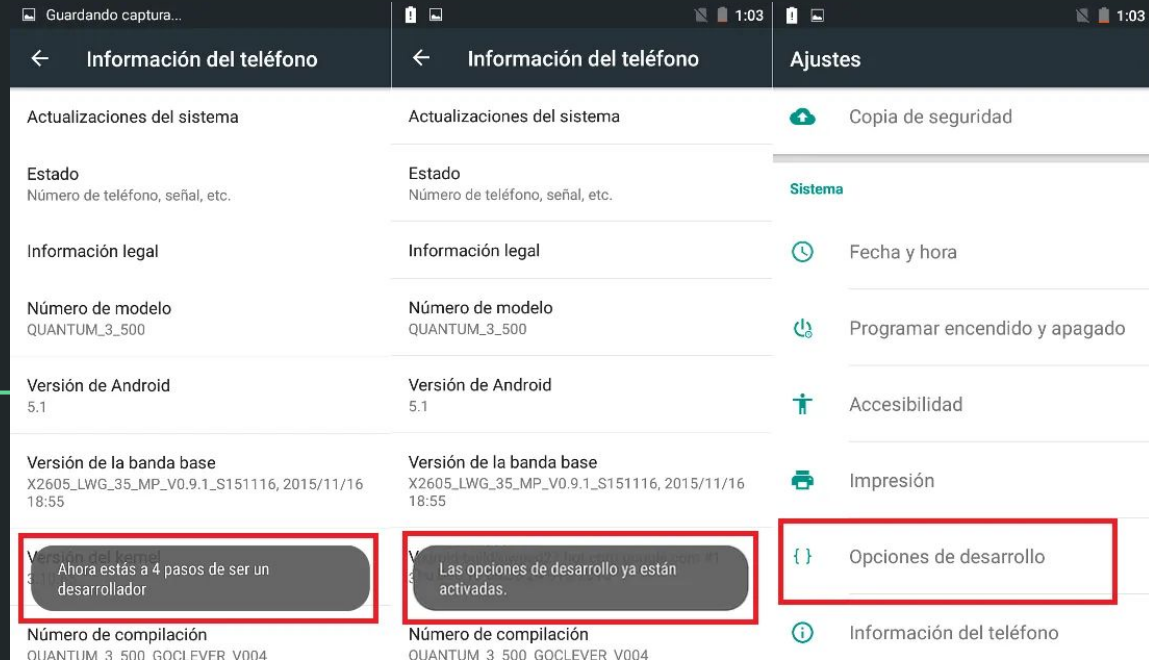 Guardando captura...
Información del teléfono
Actualizaciones del sistema
Estado
Número de teléfono, señal, etc.
Información legal
Número de modelo
QUANTUM_3_500
Versión de Android
5.1
Versión de la banda base
X2605_LWG_35_MP_V0.9.1_S151116, 2015/11/16
18:55
Versión del kernel
Ahora estás a 4 pasos de ser un
desarrollador
Número de compilación
QUANTUM_3_500_GOCLEVER_V004
1:03
Información del teléfono
Actualizaciones del sistema
Estado
Número de teléfono, señal, etc.
Información legal
Número de modelo
QUANTUM_3_500
Versión de Android
5.1
Versión de la banda base
X2605_LWG_35_MP_V0.9.1_S151116, 2015/11/16
18:55
Las opciones de desarrollo ya están
activadas.
Número de compilación
QUANTUM_3_500_GOCLEVER_V004
1:03
Ajustes
Copia de seguridad
Sistema
Fecha y hora
Programar encendido y apagado
Accesibilidad
Impresión
{ } Opciones de desarrollo
Información del teléfono